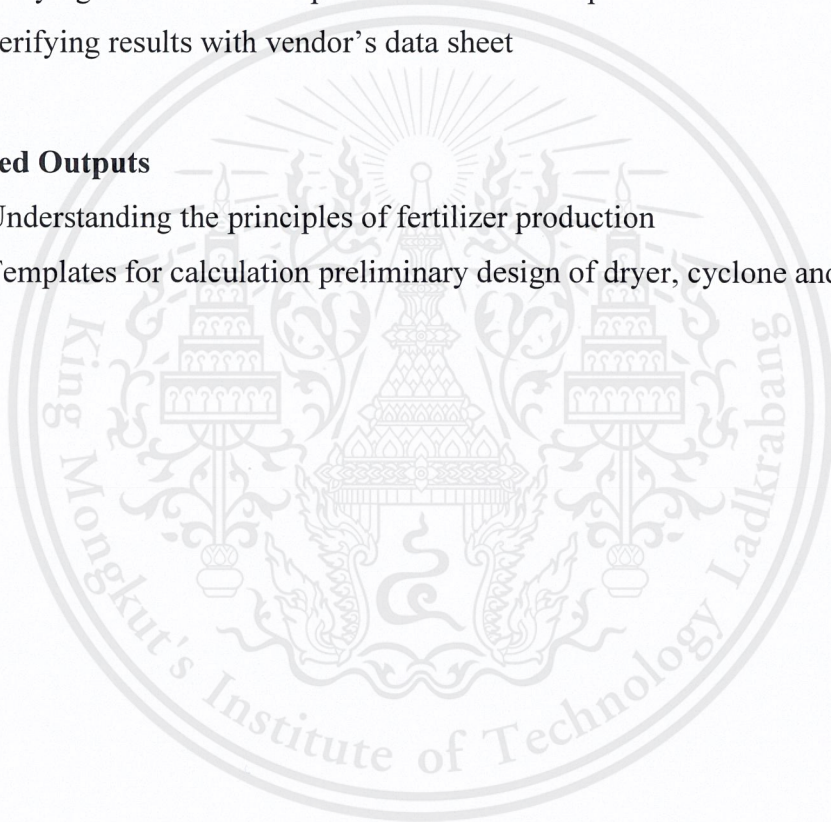 erifying results with vendor's data sheet
ed Outputs
Understanding the principles of fertilizer production
Templates for calculation preliminary design of dryer, cyclone and
King Mongkut's Institute of Technology Ladkrabang